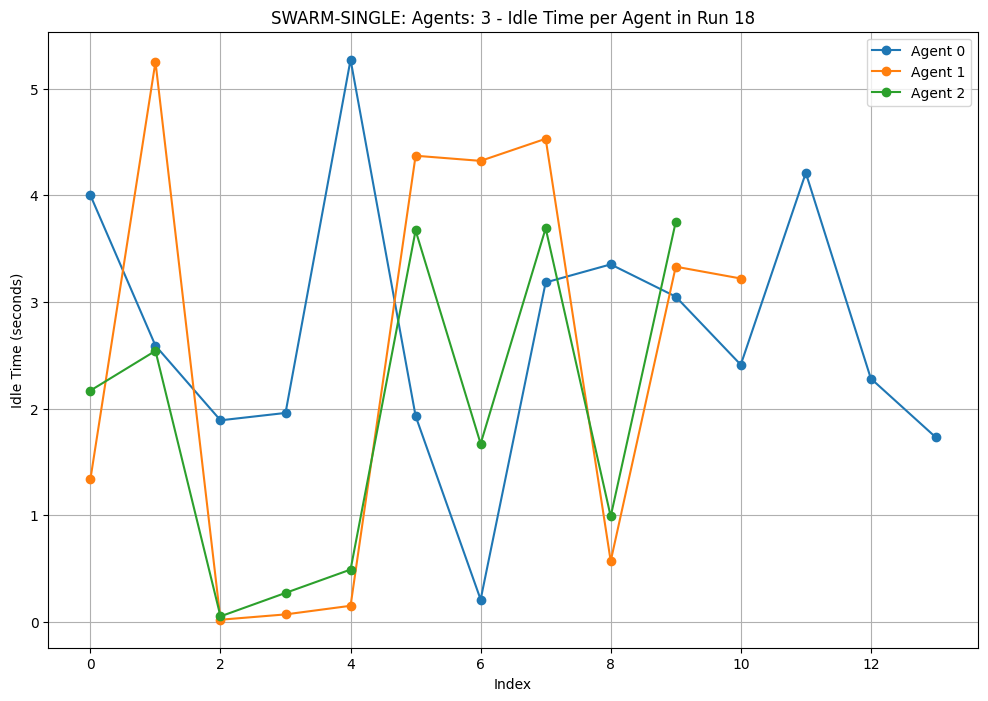 SWARM-SINGLE: Agents: 3 - Idle Time per Agent in Run 18
Agent 0
Agent 1
Agent 2
Idle Time (seconds)
5
4
3
2
1
0
0 2 4 6 8 10 12
Index